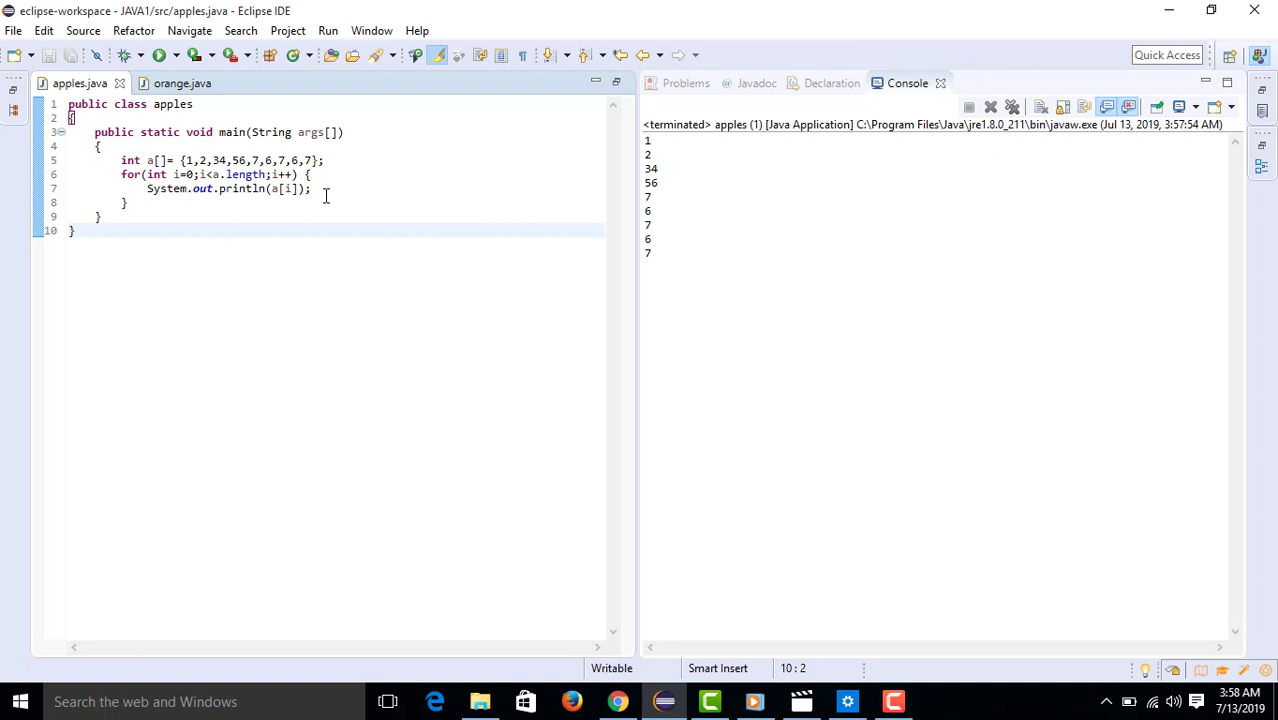 eclipse-workspace - JAVA1/src/apples.java - Eclipse IDE
File Edit Source Refactor Navigate Search Project Run Window Help
Quick Access
apples.java orange.java
Problems Javadoc Declaration Console
<terminated> apples (1) [Java Application] C:\Program Files\Java\jre1.8.0_211\bin\javaw.exe (Jul 13, 2019, 3:57:54 AM)
1 public class apples
2 {
3 public static void main(String args[])
4 {
5 int a[]= {1,2,34,56,7,6,7,6,7};
6 for(int i=0;i<a.length;i++) {
7 System.out.println(a[i]);
8 }
9 }
10 }
1
2
34
56
7
6
7
6
7
Writable Smart Insert 10 : 2
Search the web and Windows
3:58 AM
7/13/2019